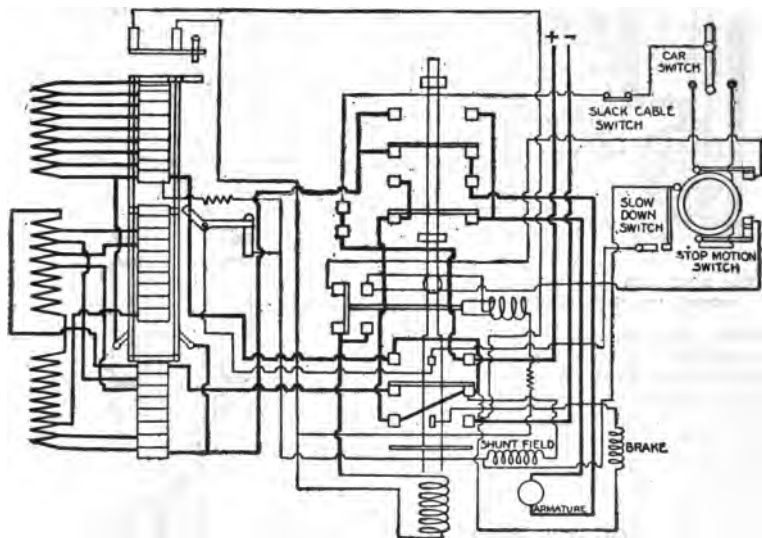 + -
CAR
SWITCH
SLACK CABLE
SWITCH
SLOW
DOWN
SWITCH
STOP MOTION
SWITCH
SHUNT FIELD
BRAKE
ARMATURE